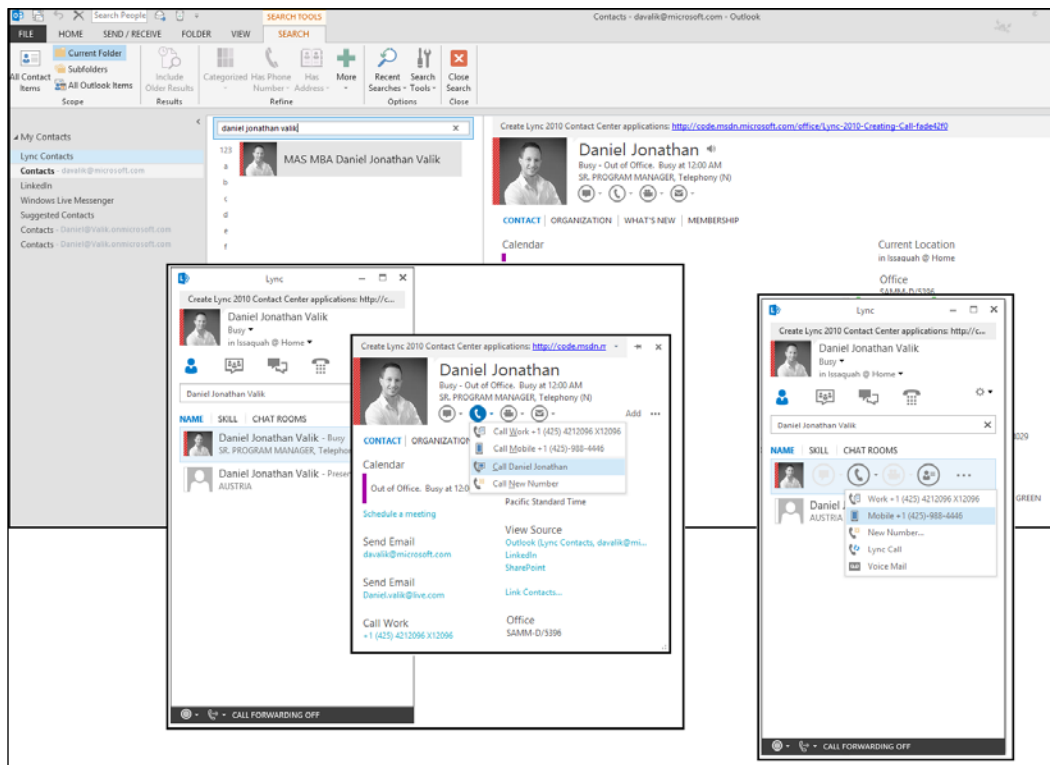 Search People
SEARCH TOOLS
Contacts - davalik@microsoft.com - Outlook
FILE HOME SEND / RECEIVE FOLDER VIEW SEARCH
All Contact Items
Current Folder
Subfolders
All Outlook Items
Include Older Results
Categorized
Has Phone Number
Has Address
More
Recent Searches
Search Tools
Close Search
Scope Results Refine Options Close
My Contacts
Lync Contacts
Contacts - davalik@microsoft.com
LinkedIn
Windows Live Messenger
Suggested Contacts
Contacts - Daniel@Valik.onmicrosoft.com
Contacts - Daniel@Valik.onmicrosoft.com
daniel jonathan valik
123
a
b
c
d
e
f
MAS MBA Daniel Jonathan Valik
Create Lync 2010 Contact Center applications: http://code.msdn.microsoft.com/office/Lync-2010-Creating-Call-fade42f0
Daniel Jonathan Valik
Busy - Out of Office. Busy at 12:00 AM
SR. PROGRAM MANAGER, Telephony (N)
CONTACT ORGANIZATION WHAT'S NEW MEMBERSHIP
Calendar
Current Location
in Issaquah @ Home
Office
SAMM-D/5396
GREEN
Lync
Create Lync 2010 Contact Center applications: http://c...
Daniel Jonathan Valik
Busy
in Issaquah @ Home
Daniel Jonathan Valik
NAME SKILL CHAT ROOMS
Daniel Jonathan Valik - Busy
SR. PROGRAM MANAGER, Telephon
Daniel Jonathan Valik - Presen
AUSTRIA
CALL FORWARDING OFF
Create Lync 2010 Contact Center applications: http://code.msdn.m
Daniel Jonathan
Busy - Out of Office. Busy at 12:00 AM
SR. PROGRAM MANAGER, Telephony (N)
Add
Call Work +1 (425) 4212096 X12096
Call Mobile +1 (425)-988-4446
Call Daniel Jonathan
Call New Number
CONTACT ORGANIZATION
Calendar
Out of Office. Busy at 12:0
Pacific Standard Time
Schedule a meeting
Send Email
davalik@microsoft.com
Send Email
Daniel.valik@live.com
Call Work
+1 (425) 4212096 X12096
View Source
Outlook (Lync Contacts, davalik@mi...
LinkedIn
SharePoint
Link Contacts...
Office
SAMM-D/5396
Lync
Create Lync 2010 Contact Center applications: http://c...
Daniel Jonathan Valik
Busy
in Issaquah @ Home
Daniel Jonathan Valik
NAME SKILL CHAT ROOMS
Daniel J
AUSTRIA
Work +1 (425) 4212096 X12096
Mobile +1 (425)-988-4446
New Number...
Lync Call
Voice Mail
CALL FORWARDING OFF